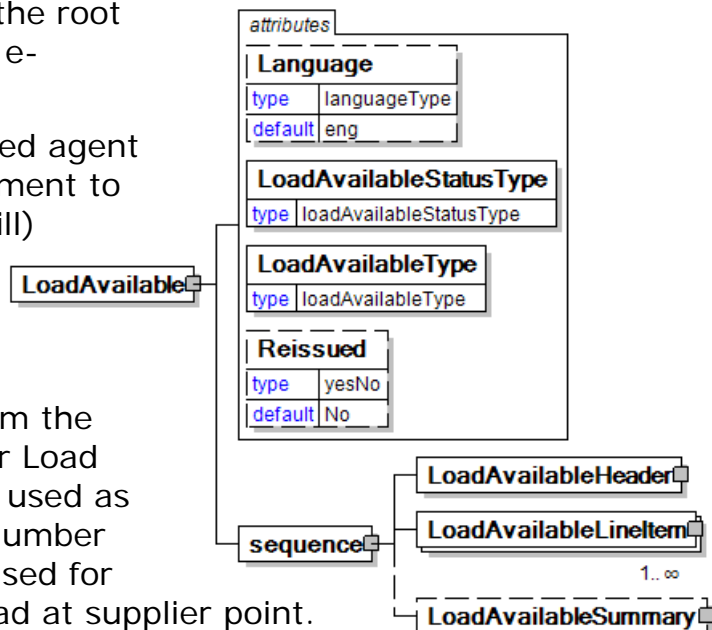 the root
e-
ed agent
ment to
ill)
m the
r Load
used as
umber
sed for
ad at supplier point.
attributes
Language
type languageType
default eng
LoadAvailableStatusType
type loadAvailableStatusType
LoadAvailableType
type loadAvailableType
Reissued
type yesNo
default No
LoadAvailable
sequence
LoadAvailableHeader
LoadAvailableLineItem
1.. ∞
LoadAvailableSummary